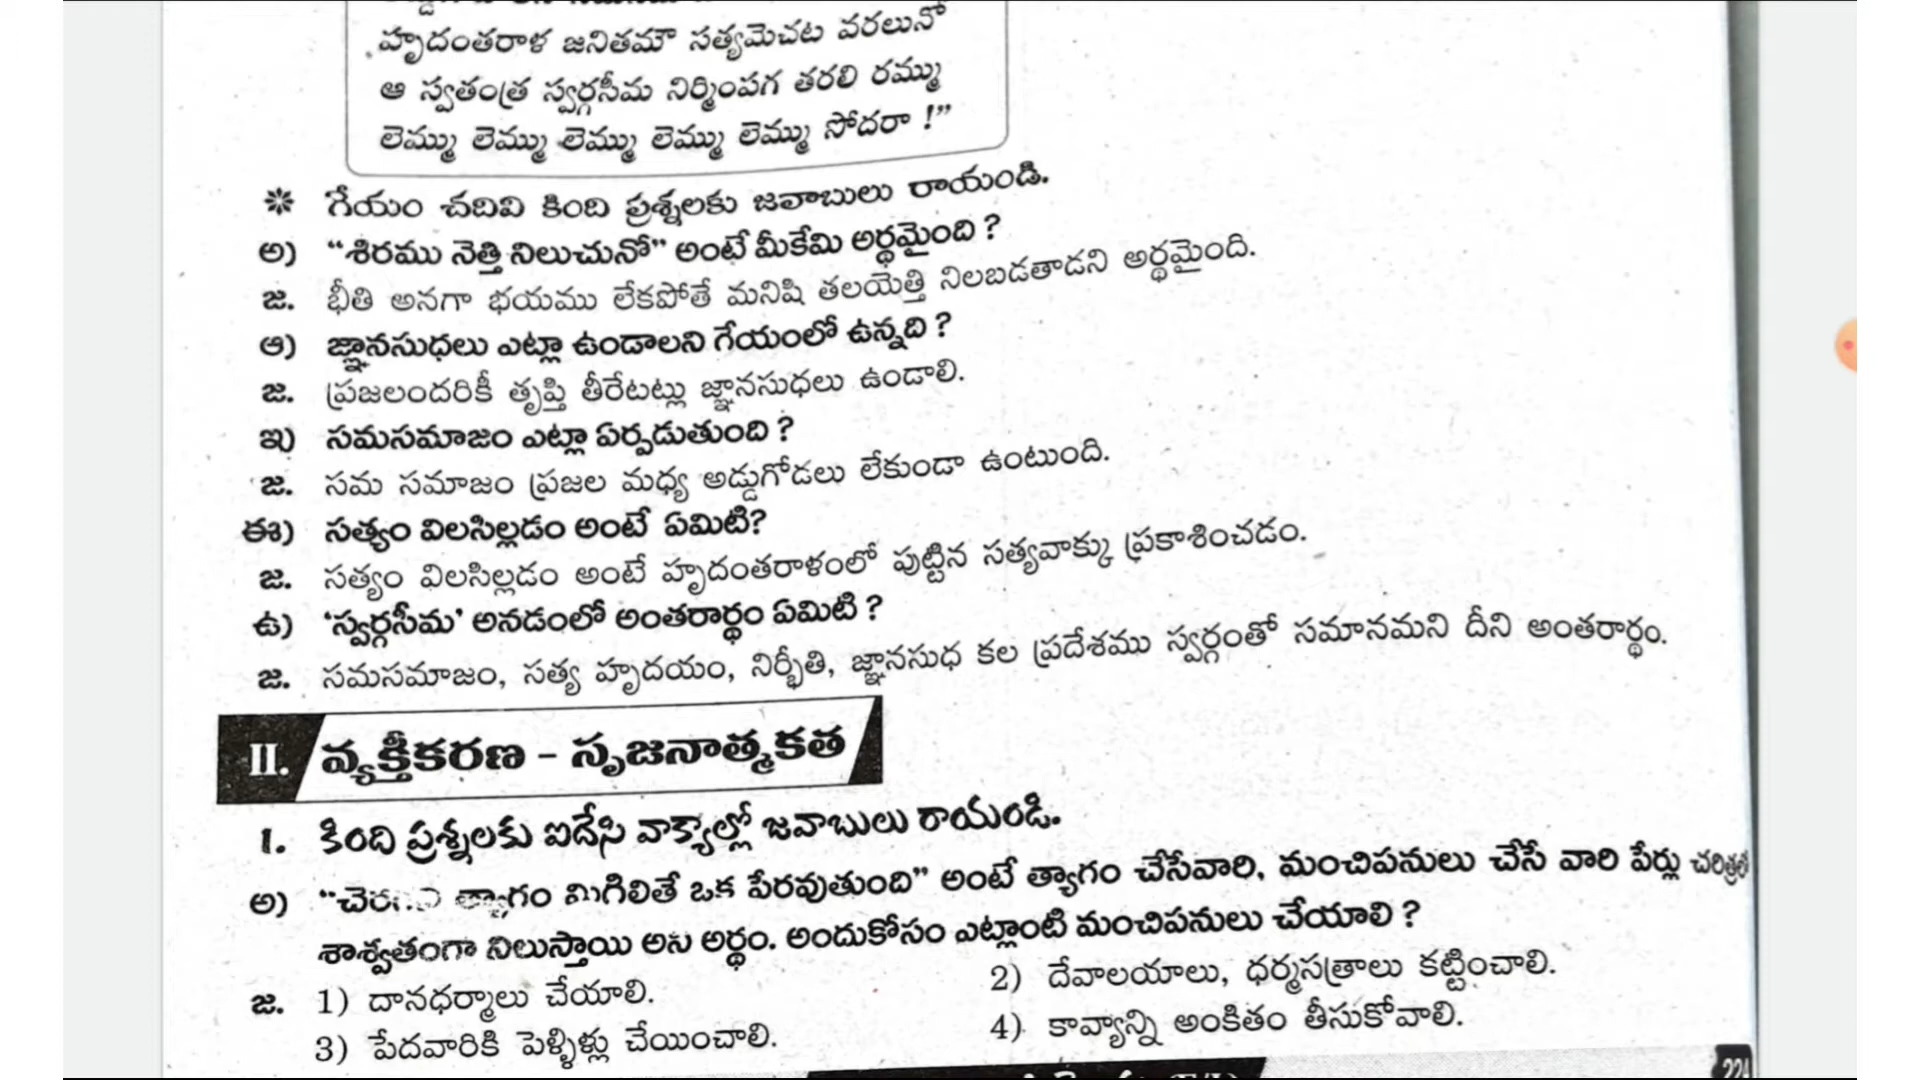 హృదంతరాళ జనితమౌ సత్యమెచట వరలునో
ఆ స్వతంత్ర స్వర్గసీమ నిర్మింపగ తరలి రమ్ము
లెమ్ము లెమ్ము లెమ్ము లెమ్ము లెమ్ము సోదరా !”
* గేయం చదివి కింది ప్రశ్నలకు జవాబులు రాయండి.
అ) “శిరము నెత్తి నిలుచునో” అంటే మీకేమి అర్థమైంది ?
జ. భీతి అనగా భయము లేకపోతే మనిషి తలయెత్తి నిలబడతాడని అర్థమైంది.
ఆ) జ్ఞానసుధలు ఎట్లా ఉండాలని గేయంలో ఉన్నది ?
జ. ప్రజలందరికీ తృప్తి తీరేటట్లు జ్ఞానసుధలు ఉండాలి.
ఇ) సమసమాజం ఎట్లా ఏర్పడుతుంది ?
జ. సమ సమాజం ప్రజల మధ్య అడ్డుగోడలు లేకుండా ఉంటుంది.
ఈ) సత్యం విలసిల్లడం అంటే ఏమిటి?
జ. సత్యం విలసిల్లడం అంటే హృదంతరాళంలో పుట్టిన సత్యవాక్కు ప్రకాశించడం.
ఉ) ‘స్వర్గసీమ’ అనడంలో అంతరార్థం ఏమిటి ?
జ. సమసమాజం, సత్య హృదయం, నిర్భీతి, జ్ఞానసుధ కల ప్రదేశము స్వర్గంతో సమానమని దీని అంతరార్థం.
II. వ్యక్తీకరణ – సృజనాత్మకత
1. కింది ప్రశ్నలకు ఐదేసి వాక్యాల్లో జవాబులు రాయండి.
అ) త్యాగం మిగిలితే ఒక పేరవుతుంది” అంటే త్యాగం చేసేవారి, మంచిపనులు చేసే వారి పేర్లు
శాశ్వతంగా నిలుస్తాయి అని అర్థం. అందుకోసం ఎట్లాంటి మంచిపనులు చేయాలి ?
జ. 1) దానధర్మాలు చేయాలి. 2) దేవాలయాలు, ధర్మసత్రాలు కట్టించాలి.
3) పేదవారికి పెళ్ళిళ్లు చేయించాలి. 4) కావ్యాన్ని అంకితం తీసుకోవాలి.